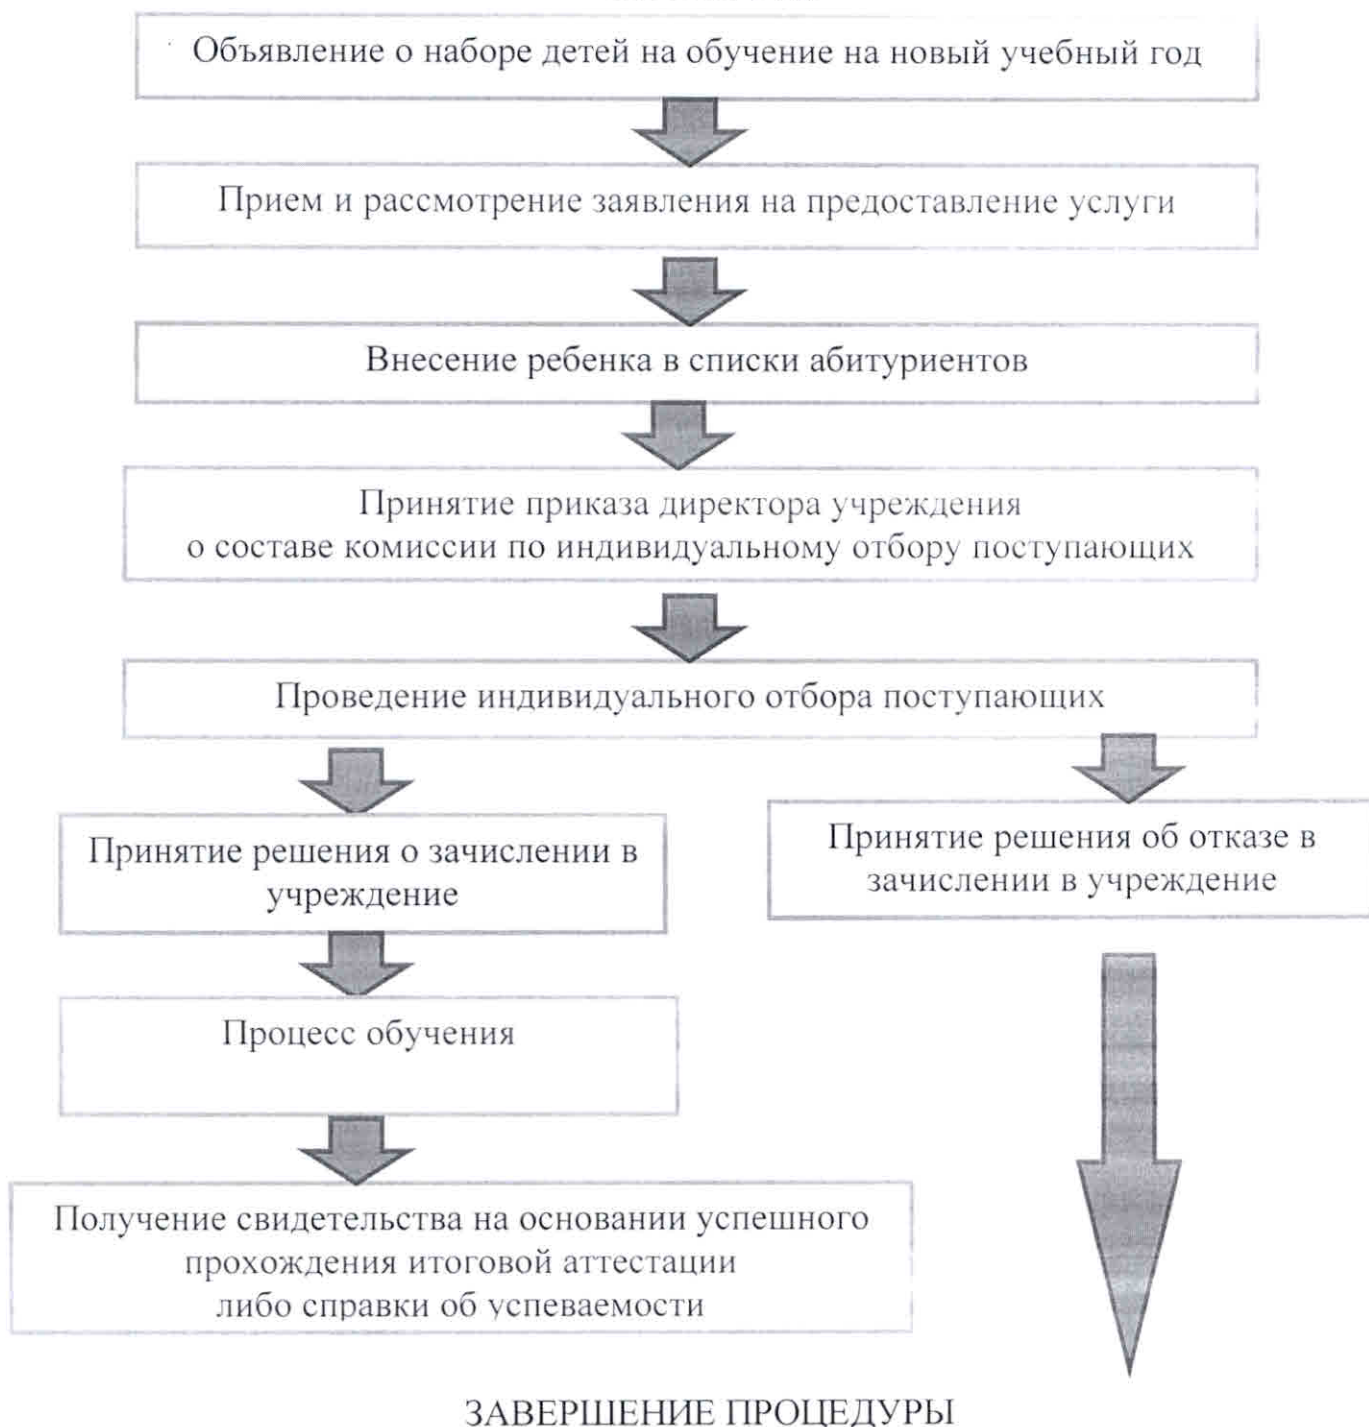 Объявление о наборе детей на обучение на новый учебный год
Прием и рассмотрение заявления на предоставление услуги
Внесение ребенка в списки абитуриентов
Принятие приказа директора учреждения
о составе комиссии по индивидуальному отбору поступающих
Проведение индивидуального отбора поступающих
Принятие решения о зачислении в
учреждение
Принятие решения об отказе в
зачислении в учреждение
Процесс обучения
Получение свидетельства на основании успешного
прохождения итоговой аттестации
либо справки об успеваемости
ЗАВЕРШЕНИЕ ПРОЦЕДУРЫ